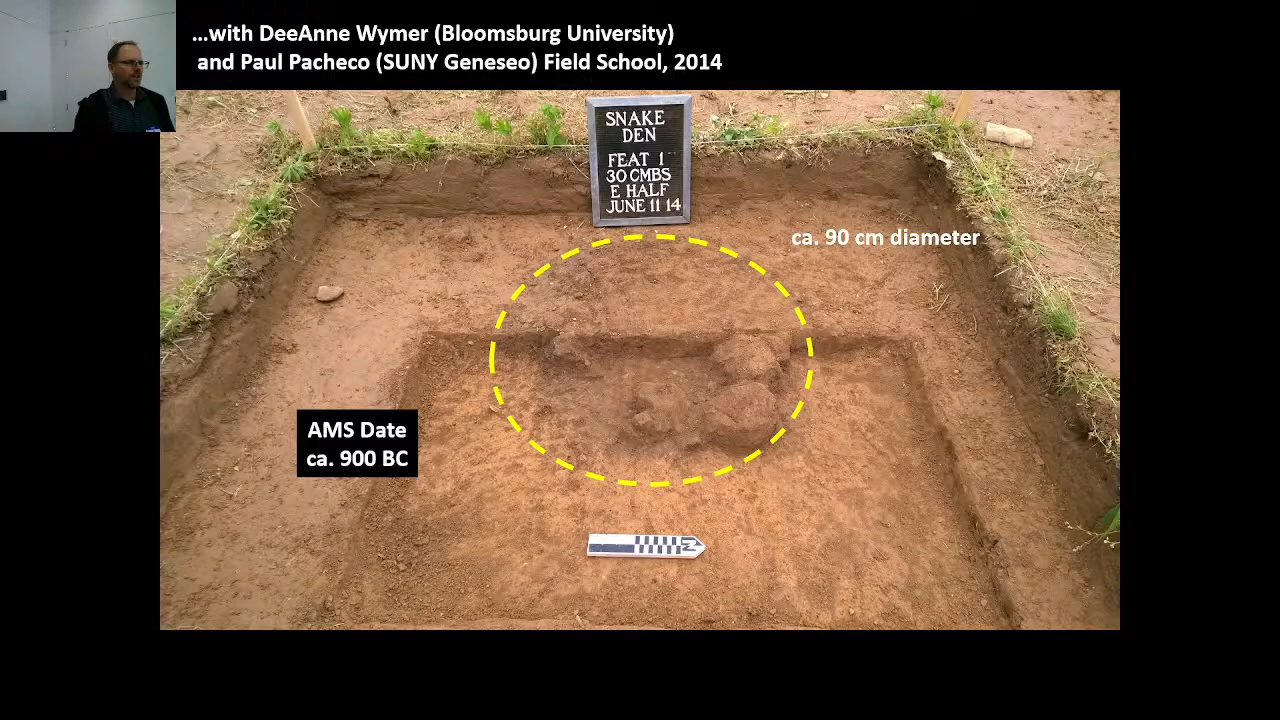 ...with DeeAnne Wymer (Bloomsburg University)
and Paul Pacheco (SUNY Geneseo) Field School, 2014
SNAKE
DEN
FEAT 1
30 CMBS
E HALF
JUNE 11 14
ca. 90 cm diameter
AMS Date
ca. 900 BC